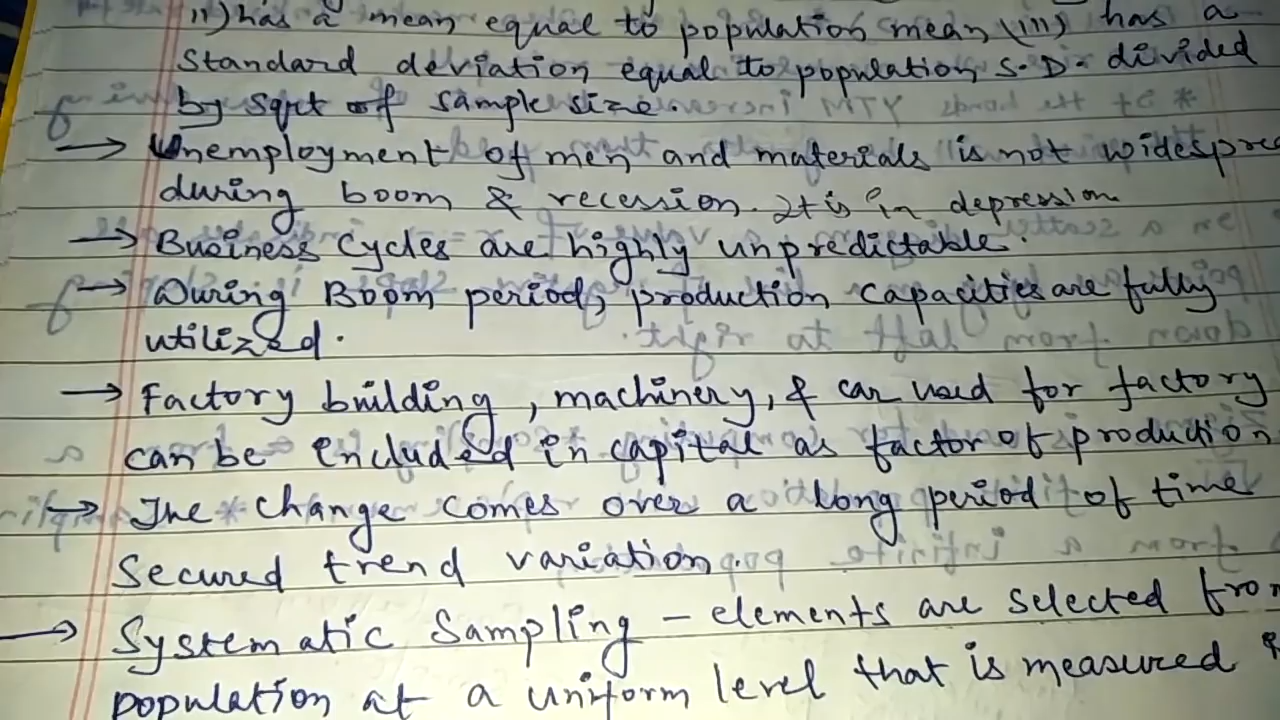 ii) has a mean equal to population mean (iii) has a
Standard deviation equal to population S.D. divided
by sqrt of sample size.
→ Unemployment of men and materials is not widespre
during boom & recession. It is in depression
→ Business Cycles are highly unpredictable.
→ During Boom period, production capacities are fully
utilized.
→ Factory building, machinery, & car used for factory
can be included in capital as factor of production
→ The change comes over a long period of time
Secured trend variation.
→ Systematic Sampling – elements are selected from
population at a uniform level that is measured